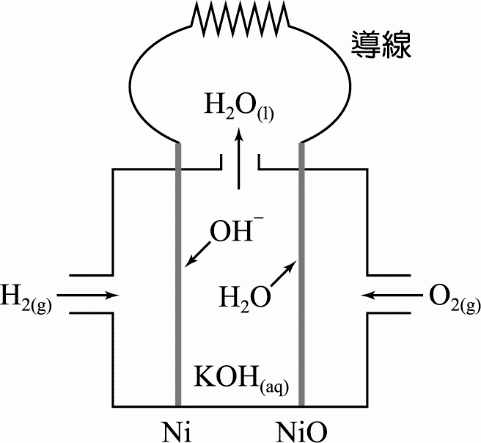 導線
H₂O₍ₗ₎
OH⁻
H₂O
H₂₍g₎
O₂₍g₎
KOH₍aq₎
Ni
NiO